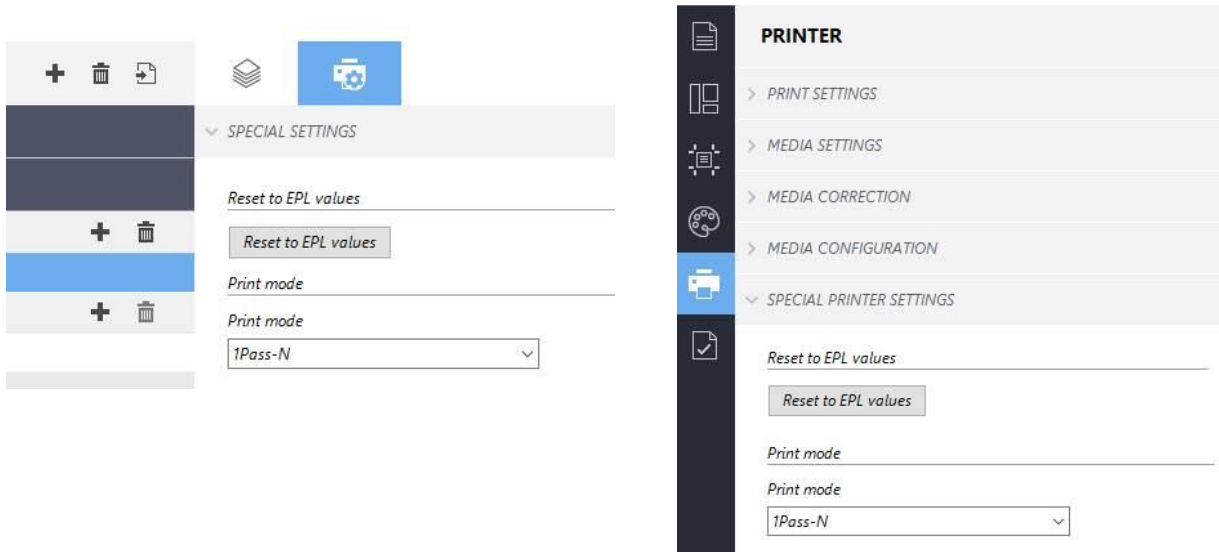 SPECIAL SETTINGS
Reset to EPL values
Reset to EPL values
Print mode
Print mode
1Pass-N
PRINTER
PRINT SETTINGS
MEDIA SETTINGS
MEDIA CORRECTION
MEDIA CONFIGURATION
SPECIAL PRINTER SETTINGS
Reset to EPL values
Reset to EPL values
Print mode
Print mode
1Pass-N